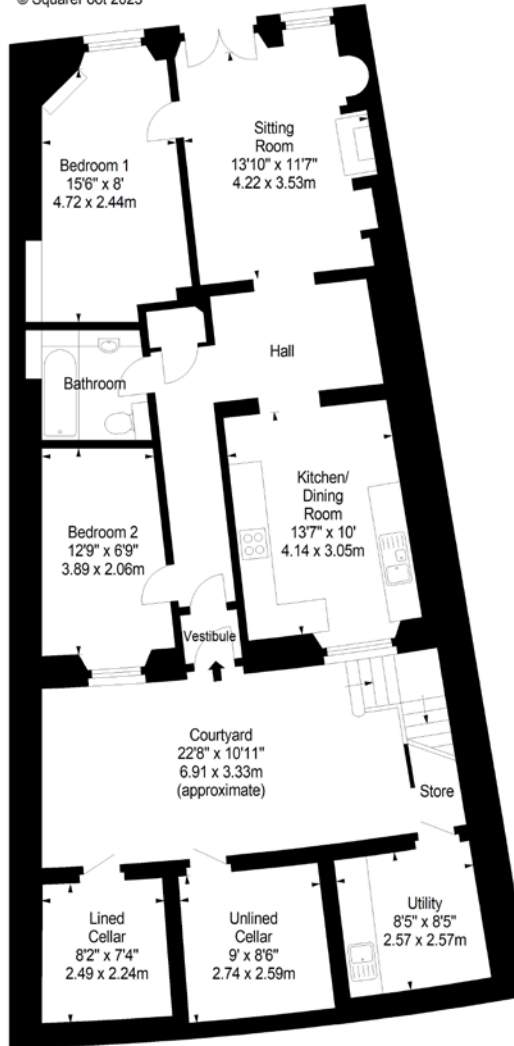 © SquareFoot 2023
Sitting
Room
13'10" x 11'7"
4.22 x 3.53m
Bedroom 1
15'6" x 8'
4.72 x 2.44m
Hall
Bathroom
Kitchen/
Dining
Room
13'7" x 10'
4.14 x 3.05m
Bedroom 2
12'9" x 6'9"
3.89 x 2.06m
Vestibule
Courtyard
22'8" x 10'11"
6.91 x 3.33m
(approximate)
Store
Lined
Cellar
8'2" x 7'4"
2.49 x 2.24m
Unlined
Cellar
9' x 8'6"
2.74 x 2.59m
Utility
8'5" x 8'5"
2.57 x 2.57m